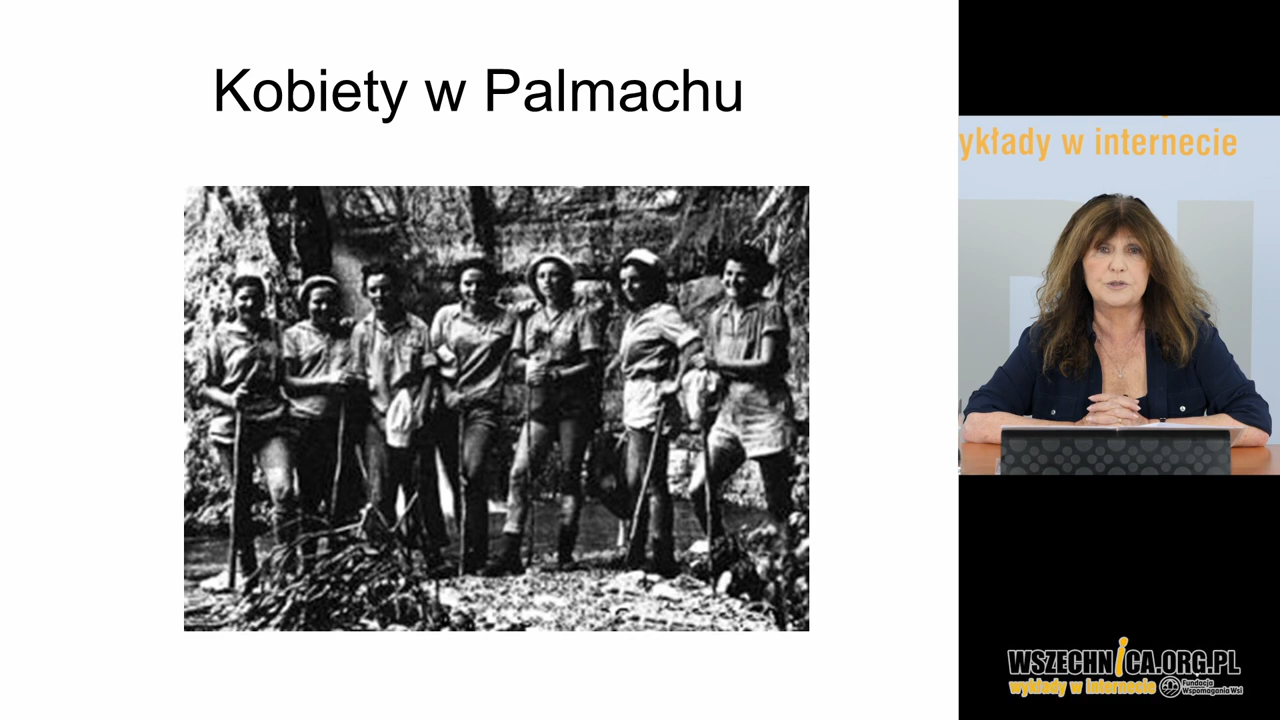 Kobiety w Palmachu
ykłady w internecie
WSZECHNICA.ORG.PL
wykłady w internecie
Fundacja
Wspomagania Wsi